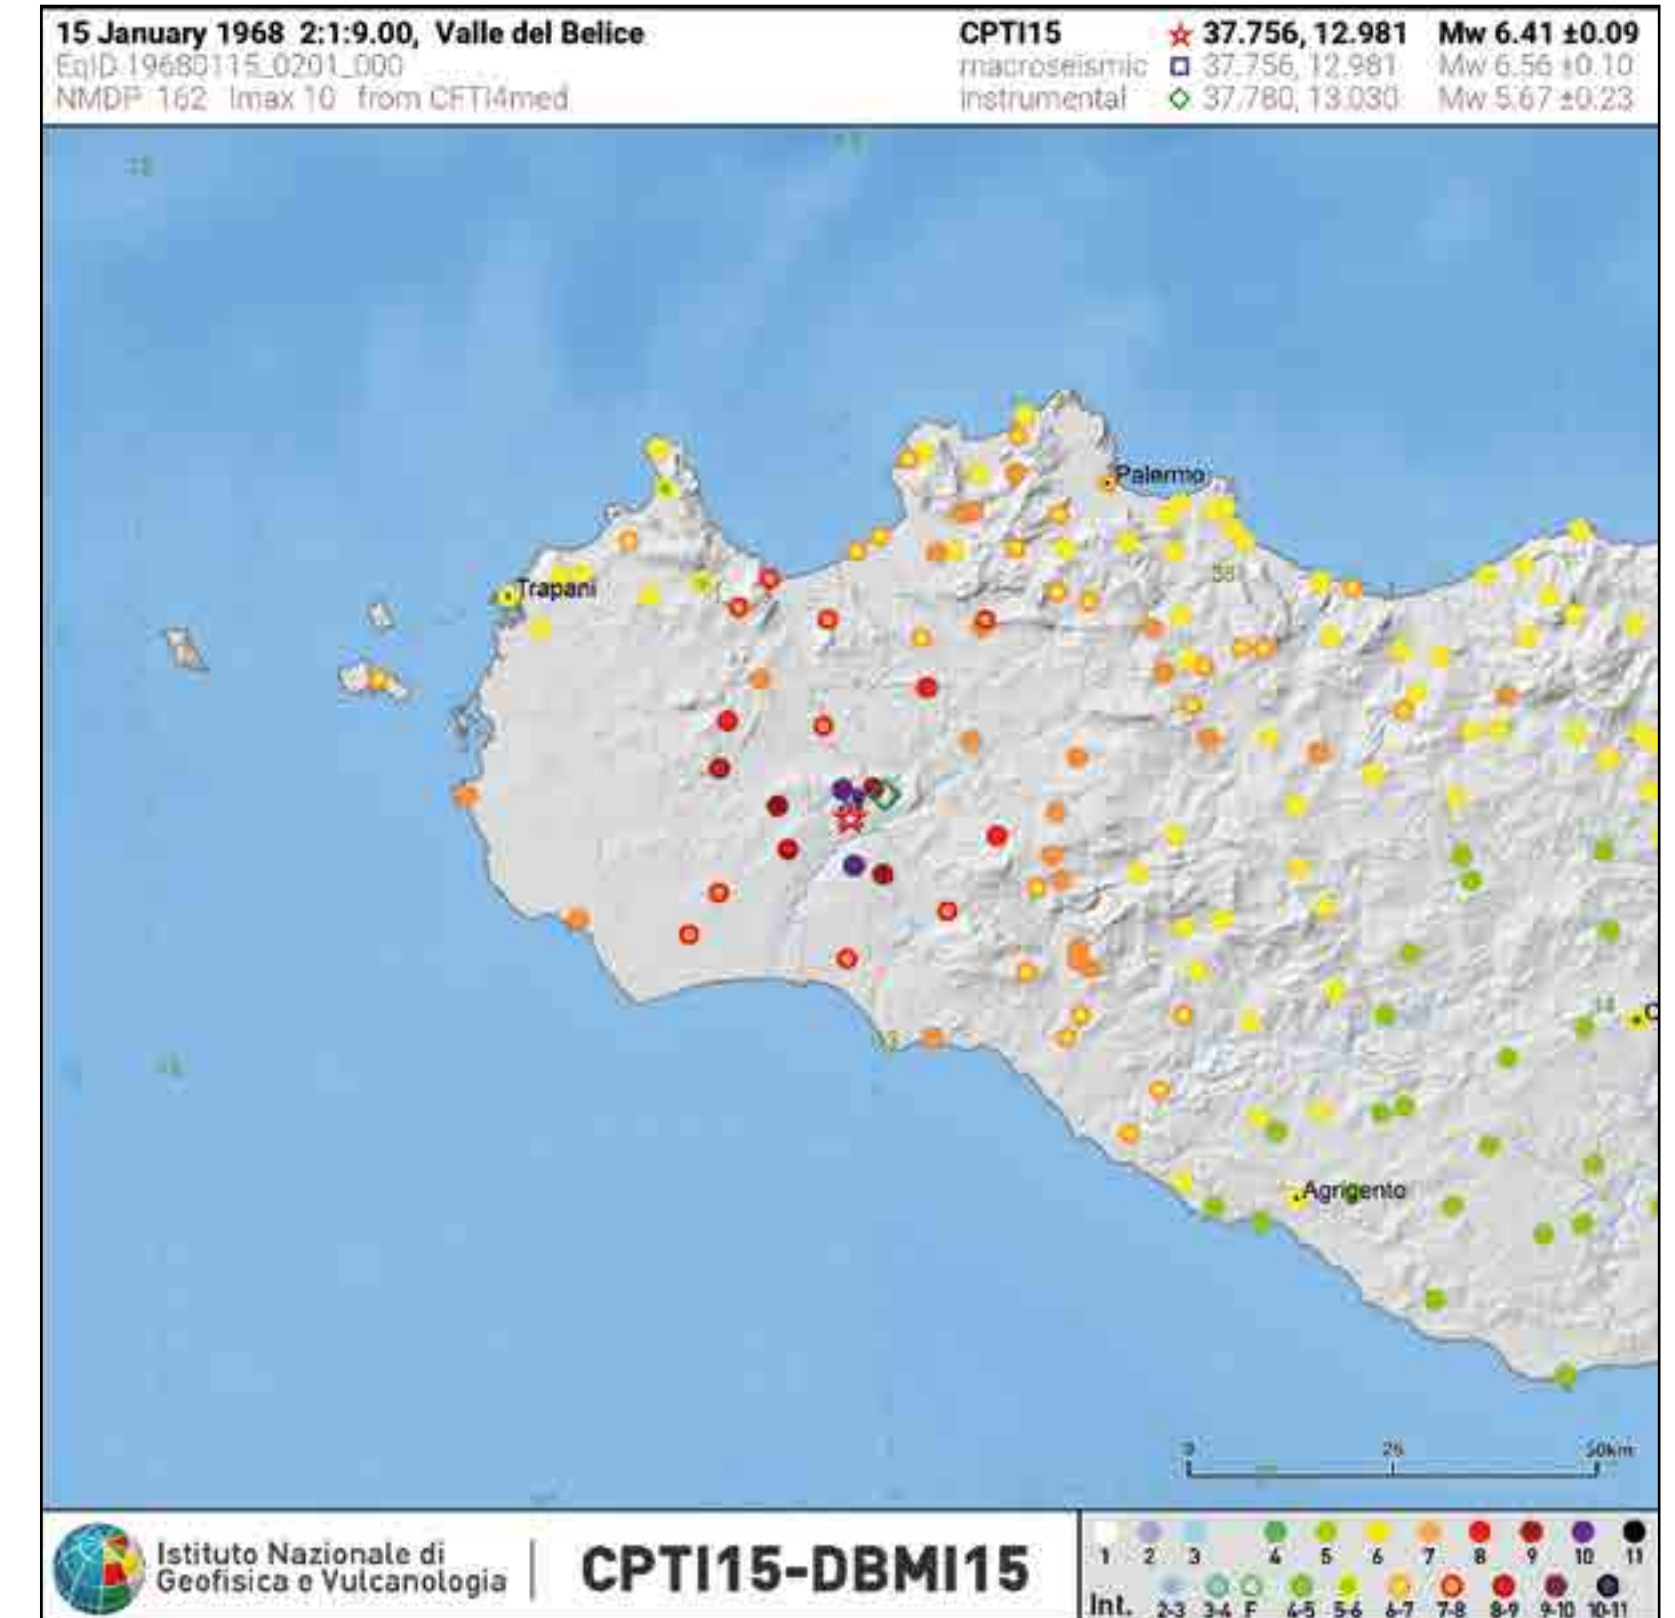 15 January 1968 2:1:9.00, Valle del Belice
EqID 19680115_0201_000
NMDP 162 Imax 10 from CFTI4med
CPTI15 37.756, 12.981 Mw 6.41 ±0.09
macroseismic 37.756, 12.981 Mw 6.56 ±0.10
instrumental 37.780, 13.030 Mw 5.67 ±0.23
Palermo
Trapani
38
13
14
C
Agrigento
0 25 50km
Istituto Nazionale di
Geofisica e Vulcanologia
CPTI15-DBMI15
1 2 3 4 5 6 7 8 9 10 11
Int. 2-3 3-4 F 4-5 5-6 6-7 7-8 8-9 9-10 10-11